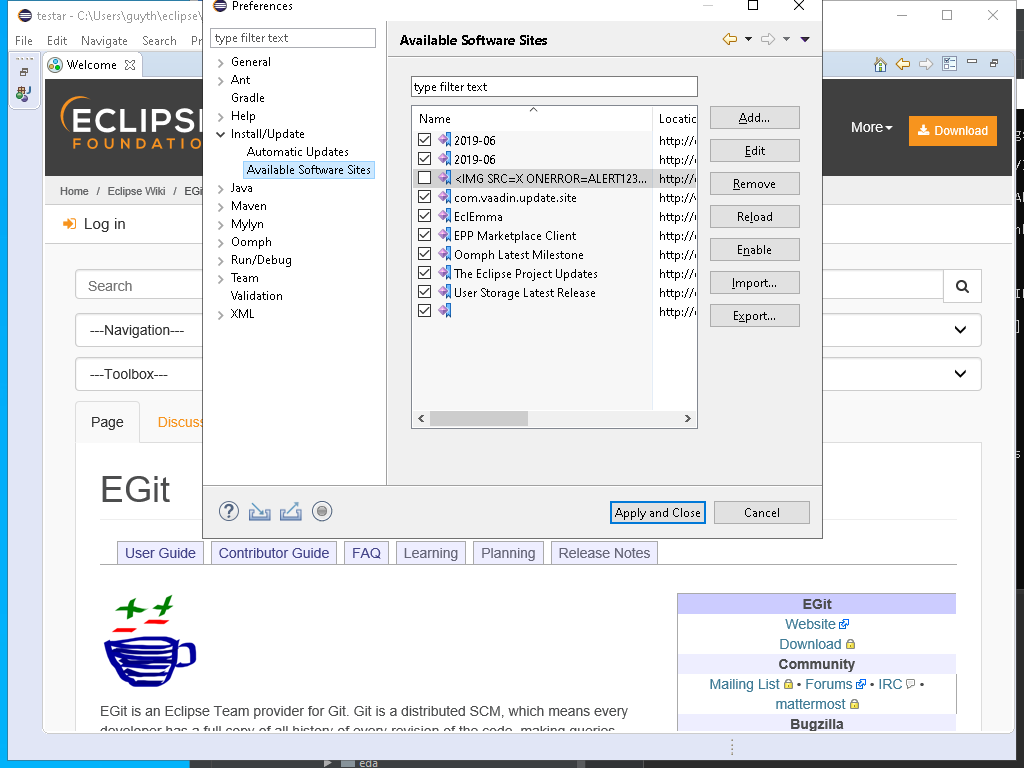 testar - C:\Users\guyth\eclipse\
Preferences
File Edit Navigate Search
type filter text
Available Software Sites
General
Ant
Gradle
Help
Install/Update
Automatic Updates
Available Software Sites
Java
Maven
Mylyn
Oomph
Run/Debug
Team
Validation
XML
type filter text
Name
2019-06 http://
2019-06 http://
<IMG SRC=X ONERROR=ALERT123... http://
com.vaadin.update.site http://
EclEmma http://
EPP Marketplace Client http://
Oomph Latest Milestone http://
The Eclipse Project Updates http://
User Storage Latest Release http://
http://
Add...
Edit
Remove
Reload
Enable
Import...
Export...
Apply and Close
Cancel
Welcome
FOUNDATION
More
Download
Home / Eclipse Wiki /
Log in
Search
---Navigation---
---Toolbox---
Page
EGit
User Guide
Contributor Guide
FAQ
Learning
Planning
Release Notes
EGit
Website
Download
Community
Mailing List • Forums • IRC •
mattermost
Bugzilla
EGit is an Eclipse Team provider for Git. Git is a distributed SCM, which means every
developer has a full copy of all history of every revision of the code, making queries
eda